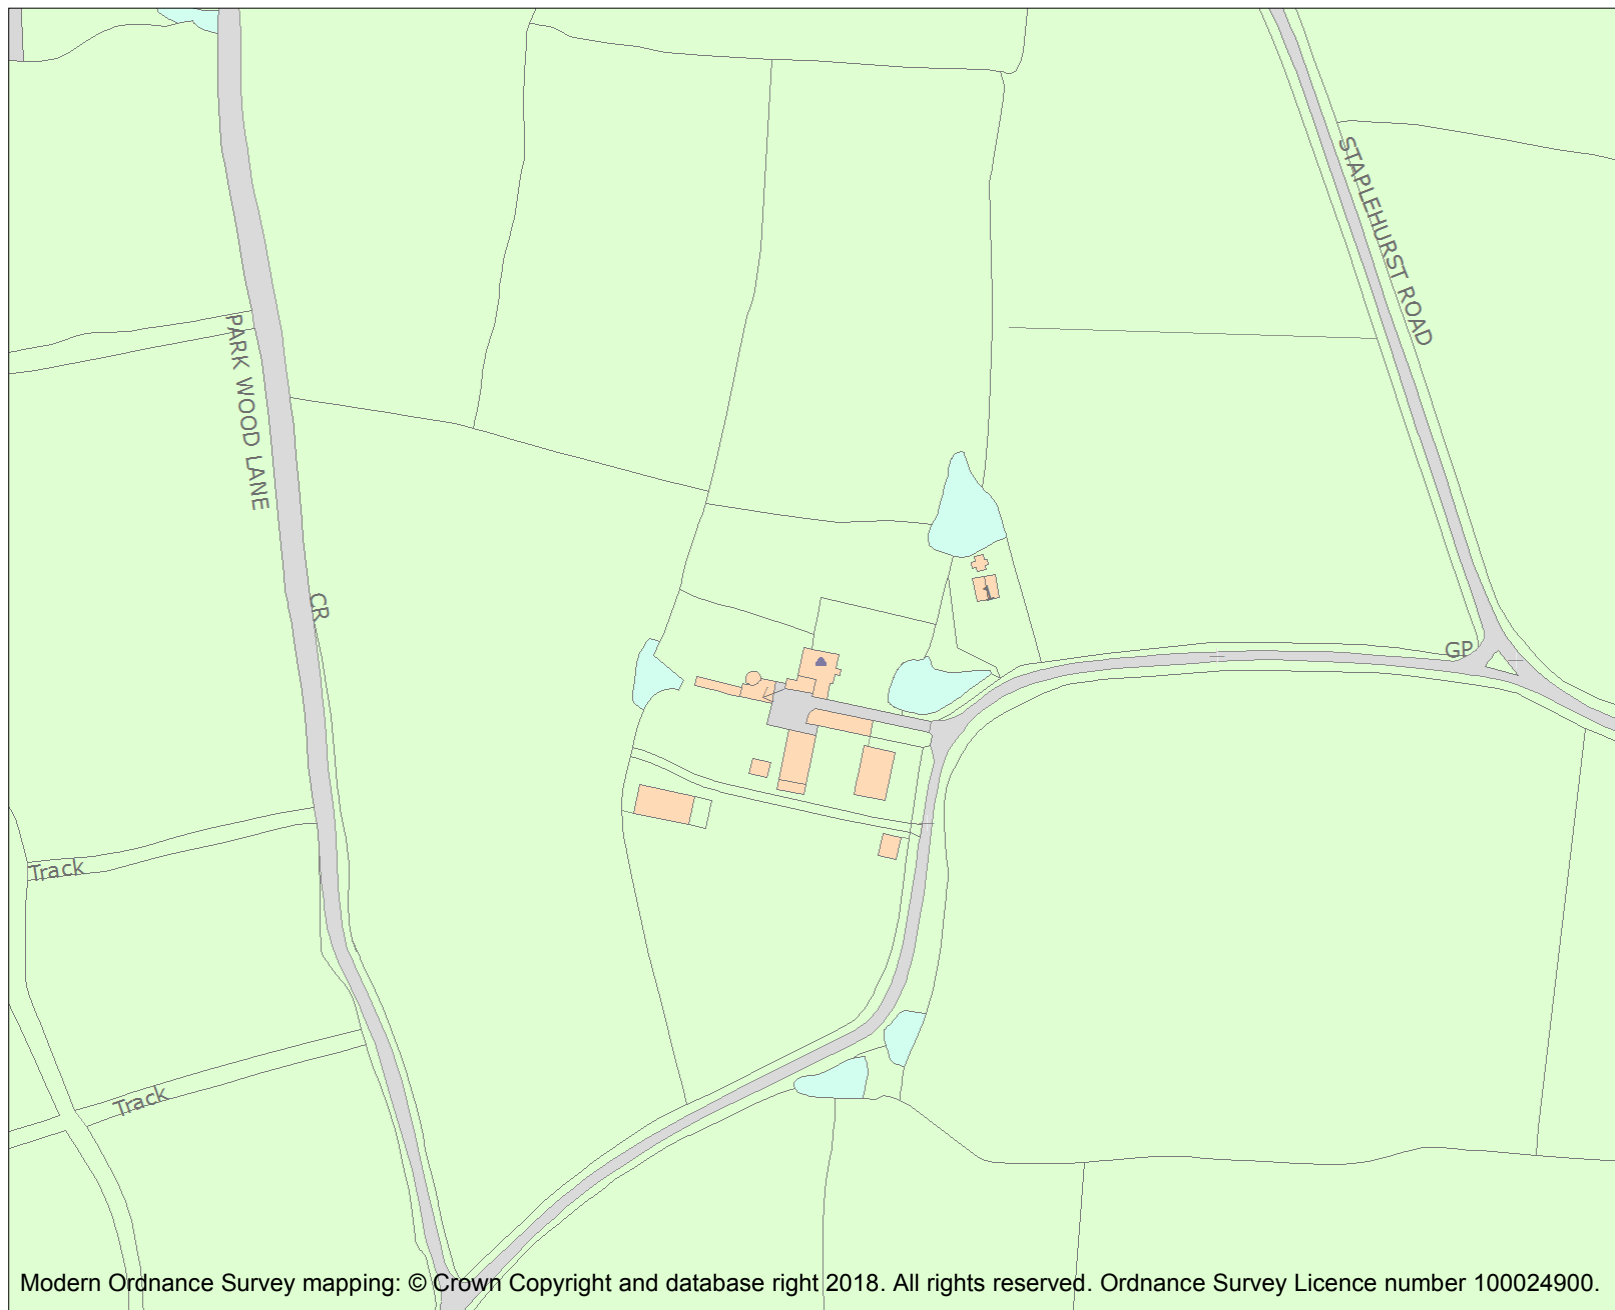 STAPLEHURST ROAD
PARK WOOD LANE
CR
1
GP
Track
Track
Modern Ordnance Survey mapping: © Crown Copyright and database right 2018. All rights reserved. Ordnance Survey Licence number 100024900.